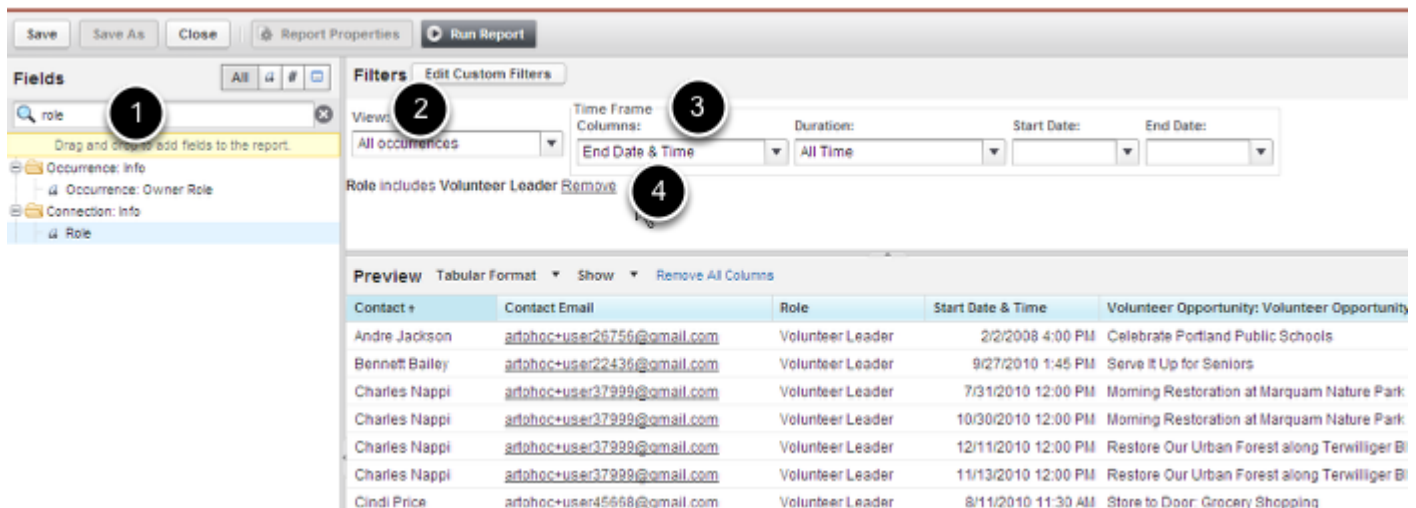 Save Save As Close Report Properties Run Report
Fields All # Filters Edit Custom Filters
role 1
Drag and drop to add fields to the report.
Occurrence: Info
Occurrence: Owner Role
Connection: Info
Role
View: 2 Time Frame 3
Columns: Duration: Start Date: End Date:
All occurrences End Date & Time All Time
Role includes Volunteer Leader Remove 4
Preview Tabular Format Show Remove All Columns
Contact Contact Email Role Start Date & Time Volunteer Opportunity: Volunteer Opportunity
Andre Jackson artohoc+user26756@gmail.com Volunteer Leader 2/2/2008 4:00 PM Celebrate Portland Public Schools
Bennett Bailey artohoc+user22436@gmail.com Volunteer Leader 9/27/2010 1:45 PM Serve It Up for Seniors
Charles Nappi artohoc+user37999@gmail.com Volunteer Leader 7/31/2010 12:00 PM Morning Restoration at Marquam Nature Park
Charles Nappi artohoc+user37999@gmail.com Volunteer Leader 10/30/2010 12:00 PM Morning Restoration at Marquam Nature Park
Charles Nappi artohoc+user37999@gmail.com Volunteer Leader 12/11/2010 12:00 PM Restore Our Urban Forest along Terwilliger Bl
Charles Nappi artohoc+user37999@gmail.com Volunteer Leader 11/13/2010 12:00 PM Restore Our Urban Forest along Terwilliger Bl
Cindi Price artohoc+user45668@gmail.com Volunteer Leader 8/11/2010 11:30 AM Store to Door: Grocery Shopping